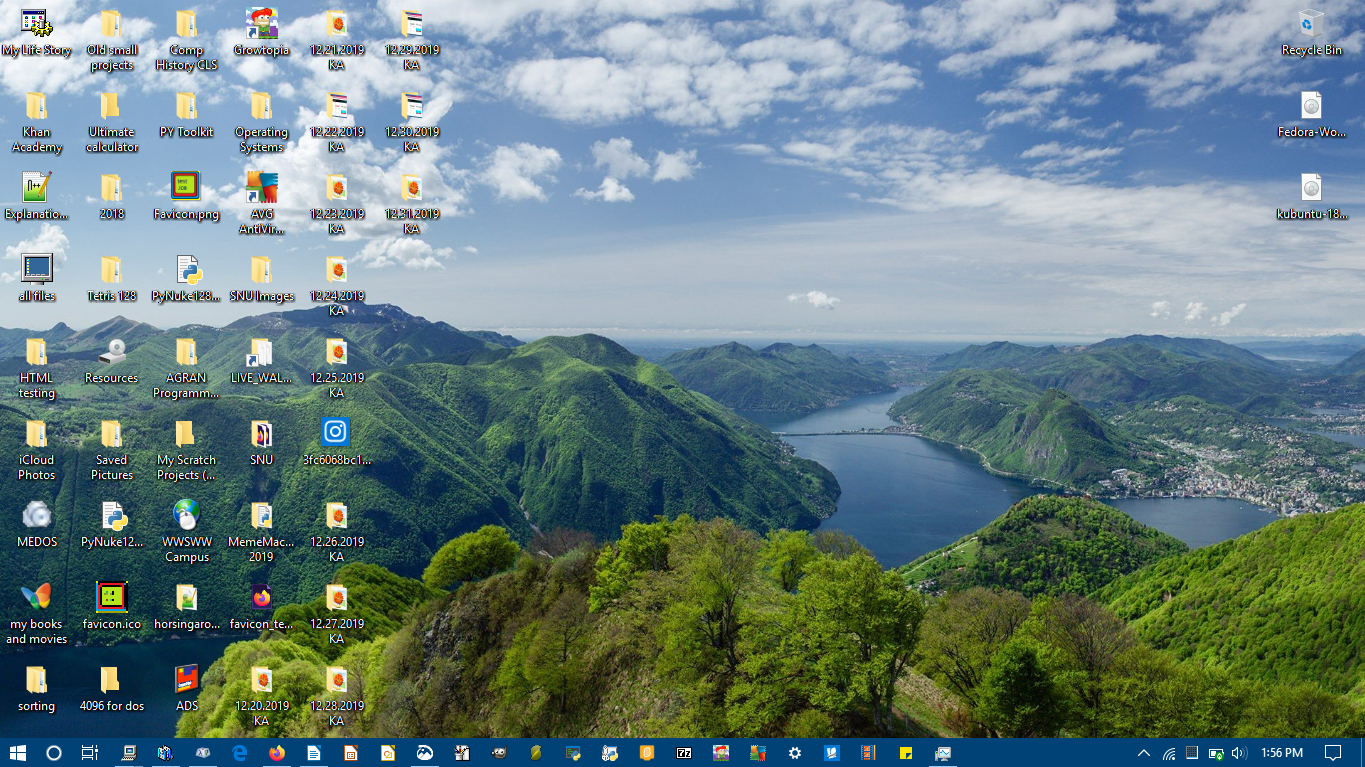 My Life Story
Old small
projects
Comp
History CLS
Growtopia
12.21.2019
KA
12.29.2019
KA
Recycle Bin
Khan
Academy
Ultimate
calculator
PY Toolkit
Operating
Systems
12.22.2019
KA
12.30.2019
KA
Fedora-Wo...
Explanatio...
2018
Favicon.png
AVG
AntiVir...
12.23.2019
KA
12.31.2019
KA
kubuntu-18...
all files
Tetris 128
PyNuke128...
SNU Images
12.24.2019
KA
HTML
testing
Resources
AGRAN
Programm...
LIVE_WAL...
12.25.2019
KA
iCloud
Photos
Saved
Pictures
My Scratch
Projects (...
SNU
3fc6068bc1...
MEDOS
PyNuke12...
WWSWW
Campus
MemeMac...
2019
12.26.2019
KA
my books
and movies
favicon.ico
horsingaro...
favicon_te...
12.27.2019
KA
sorting
4096 for dos
ADS
12.20.2019
KA
12.28.2019
KA
1:56 PM